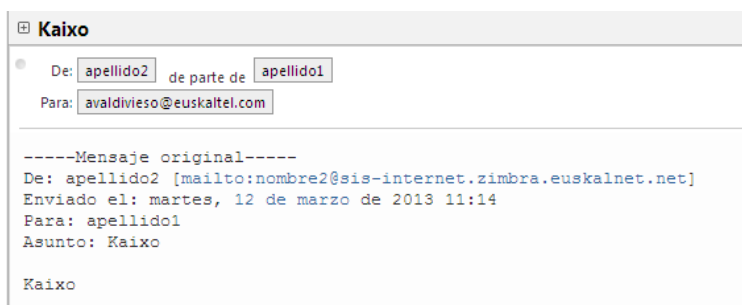 Kaixo
De: apellido2 de parte de apellido1
Para: avaldivieso@euskaltel.com
-----Mensaje original-----
De: apellido2 [mailto:nombre2@sis-internet.zimbra.euskalnet.net]
Enviado el: martes, 12 de marzo de 2013 11:14
Para: apellido1
Asunto: Kaixo
Kaixo